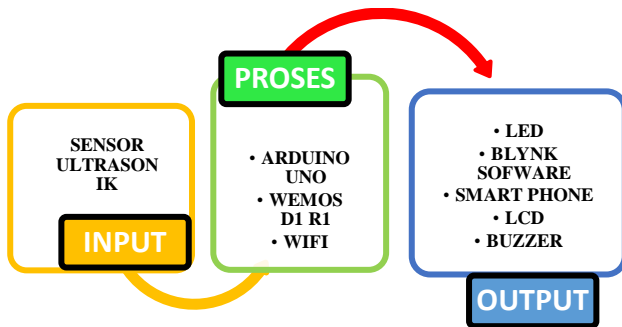 SENSOR
ULTRASON
IK
INPUT
PROSES
• ARDUINO
UNO
• WEMOS
D1 R1
• WIFI
• LED
• BLYNK
SOFWARE
• SMART PHONE
• LCD
• BUZZER
OUTPUT